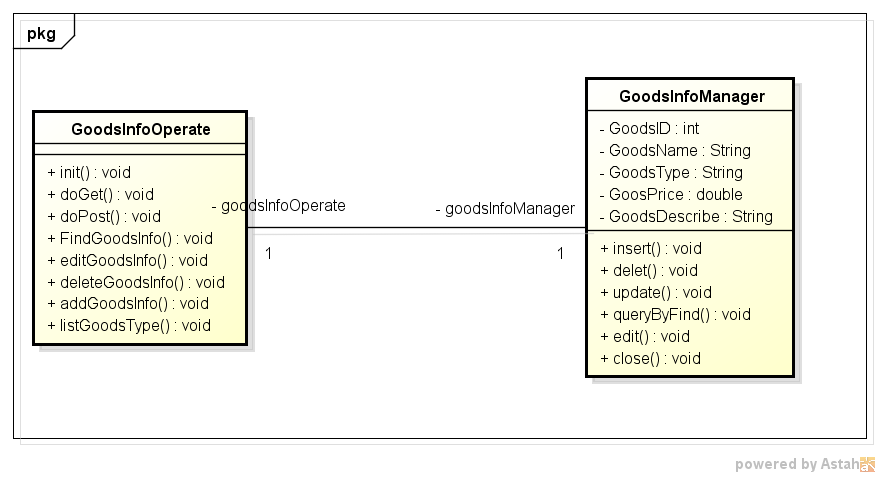 pkg
GoodsInfoOperate
+ init() : void
+ doGet() : void
+ doPost() : void
+ FindGoodsInfo() : void
+ editGoodsInfo() : void
+ deleteGoodsInfo() : void
+ addGoodsInfo() : void
+ listGoodsType() : void
- goodsInfoOperate
1
- goodsInfoManager
1
GoodsInfoManager
- GoodsID : int
- GoodsName : String
- GoodsType : String
- GoosPrice : double
- GoodsDescribe : String
+ insert() : void
+ delet() : void
+ update() : void
+ queryByFind() : void
+ edit() : void
+ close() : void
powered by Astah